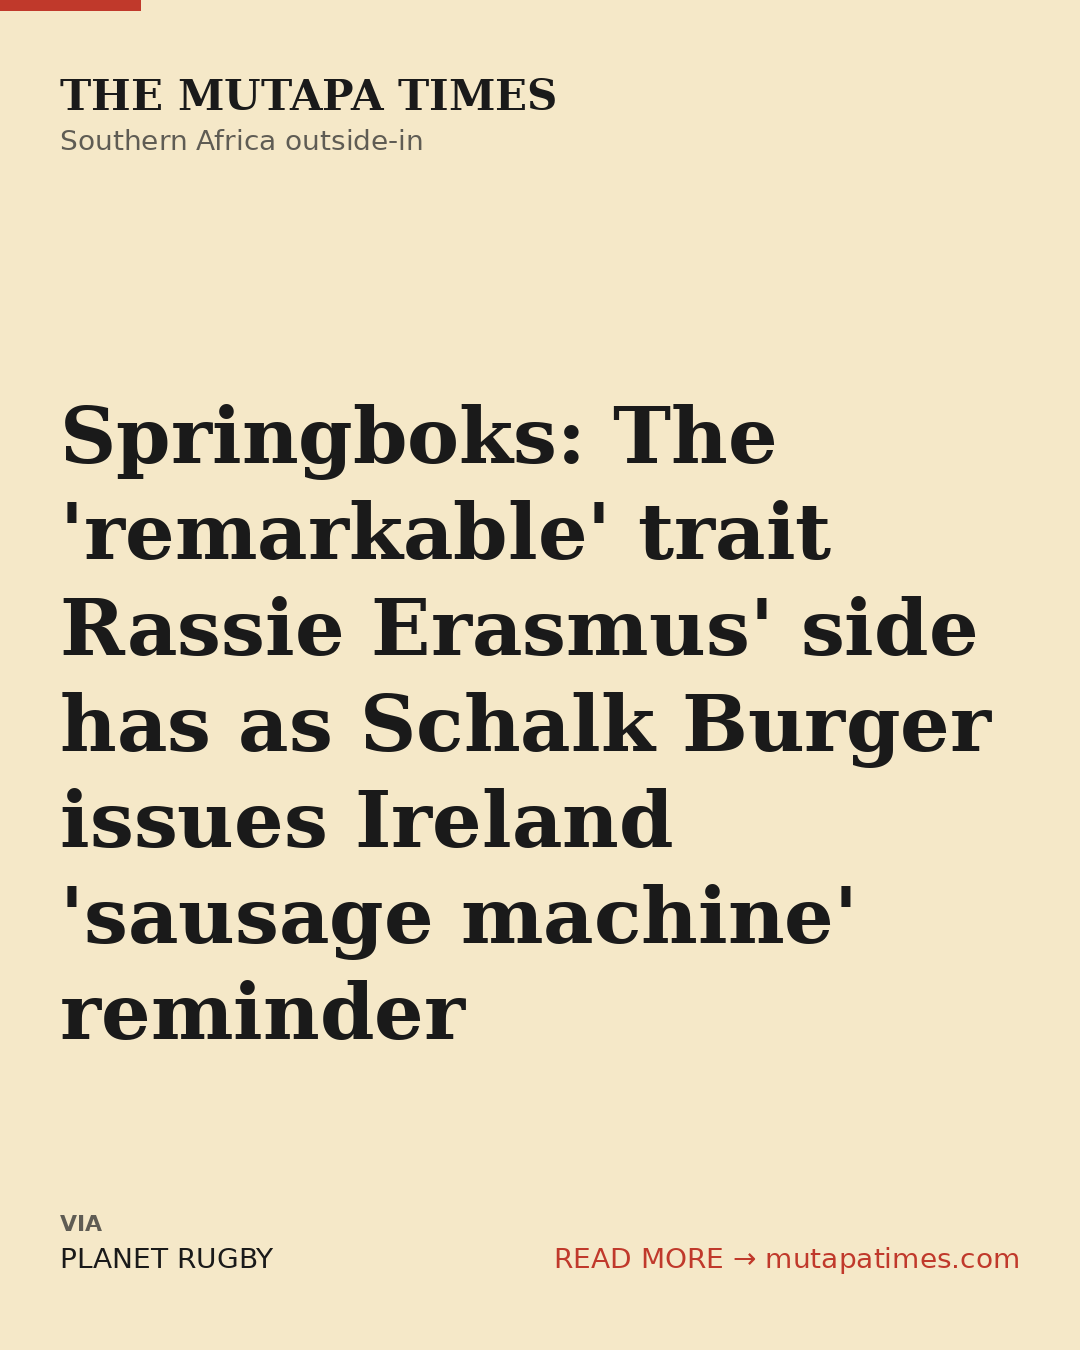 THE MUTAPA TIMES
Southern Africa outside-in
Springboks: The
'remarkable' trait
Rassie Erasmus' side
has as Schalk Burger
issues Ireland
'sausage machine'
reminder
VIA
PLANET RUGBY
READ MORE → mutapatimes.com